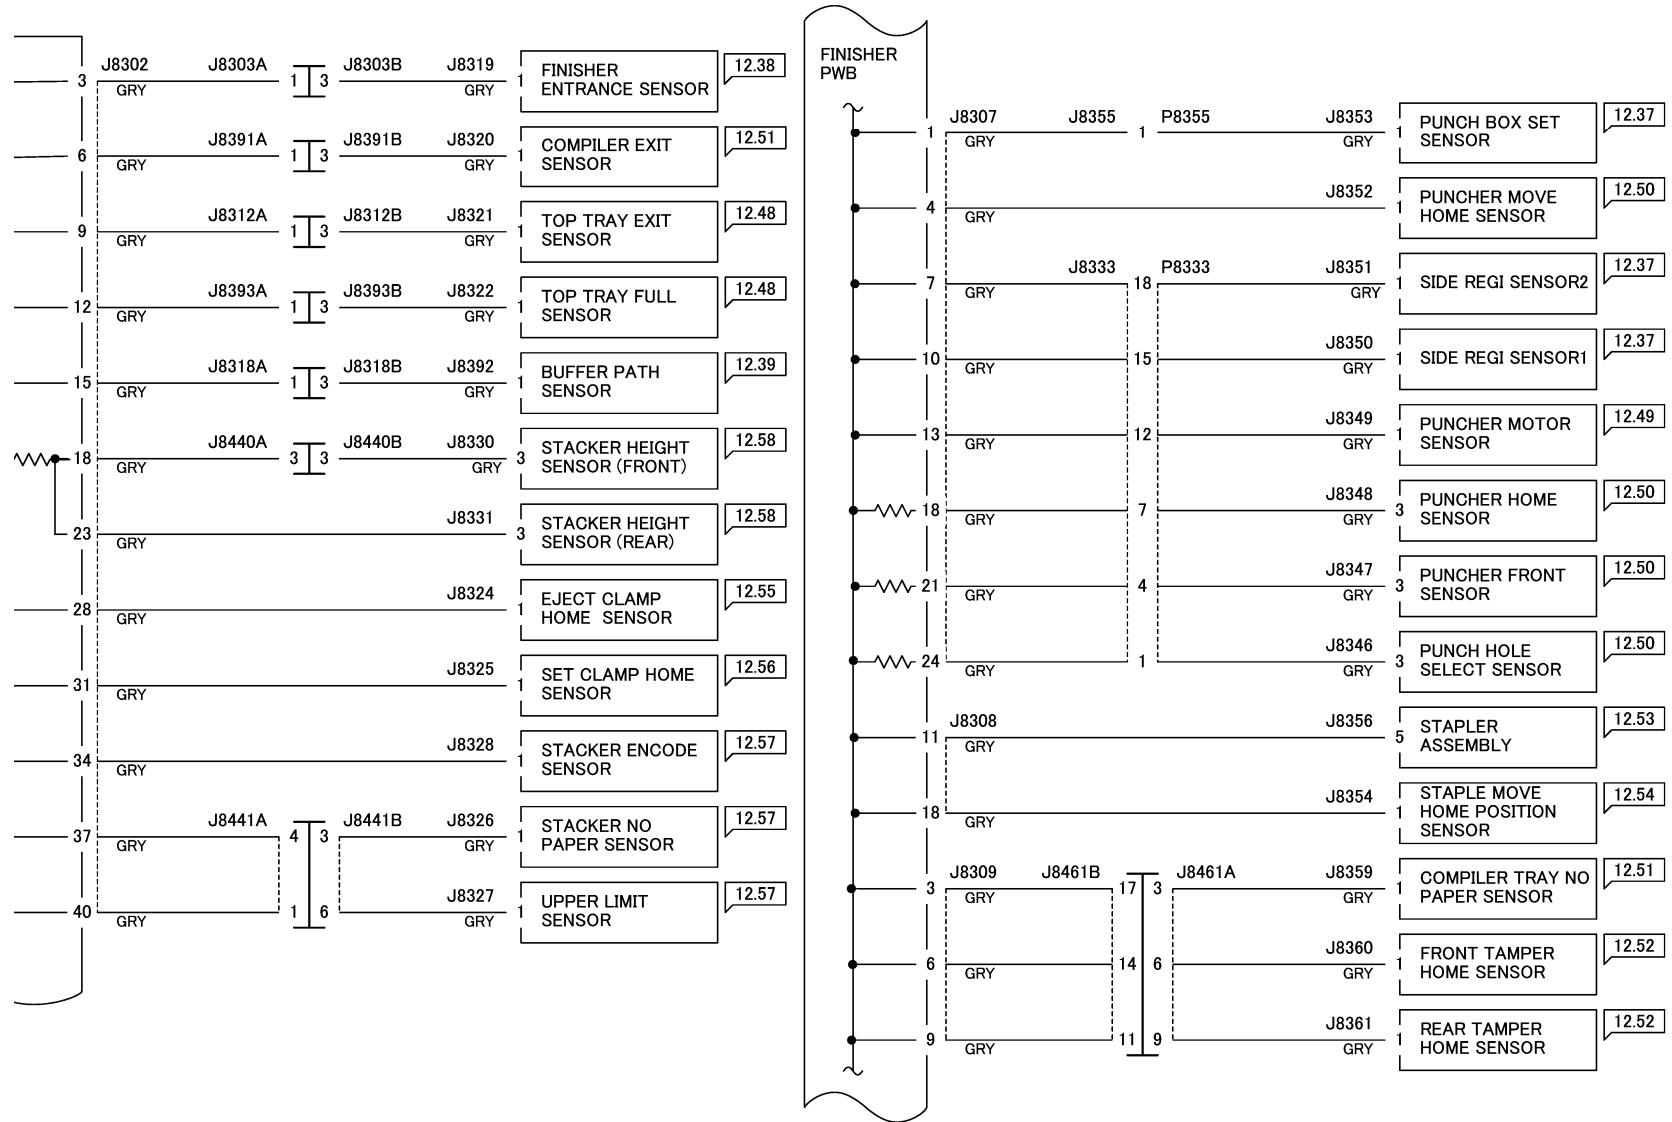 J8302 J8303A J8303B J8319
3 GRY 1 3 GRY 1
FINISHER
ENTRANCE SENSOR
12.38
J8391A J8391B J8320
6 GRY 1 3 GRY 1
COMPILER EXIT
SENSOR
12.51
J8312A J8312B J8321
9 GRY 1 3 GRY 1
TOP TRAY EXIT
SENSOR
12.48
J8393A J8393B J8322
12 GRY 1 3 GRY 1
TOP TRAY FULL
SENSOR
12.48
J8318A J8318B J8392
15 GRY 1 3 GRY 1
BUFFER PATH
SENSOR
12.39
J8440A J8440B J8330
18 GRY 3 3 GRY 3
STACKER HEIGHT
SENSOR (FRONT)
12.58
J8331
23 GRY 3
STACKER HEIGHT
SENSOR (REAR)
12.58
J8324
28 GRY 1
EJECT CLAMP
HOME SENSOR
12.55
J8325
31 GRY 1
SET CLAMP HOME
SENSOR
12.56
J8328
34 GRY 1
STACKER ENCODE
SENSOR
12.57
J8441A J8441B J8326
37 GRY 4 3 GRY 1
STACKER NO
PAPER SENSOR
12.57
J8327
40 GRY 1 6 GRY 1
UPPER LIMIT
SENSOR
12.57
FINISHER
PWB
J8307 J8355 P8355 J8353
1 GRY 1 GRY 1
PUNCH BOX SET
SENSOR
12.37
J8352
4 GRY 1
PUNCHER MOVE
HOME SENSOR
12.50
J8333 P8333 J8351
7 GRY 18 GRY 1
SIDE REGI SENSOR2
12.37
J8350
10 GRY 15 GRY 1
SIDE REGI SENSOR1
12.37
J8349
13 GRY 12 GRY 1
PUNCHER MOTOR
SENSOR
12.49
J8348
18 GRY 7 GRY 3
PUNCHER HOME
SENSOR
12.50
J8347
21 GRY 4 GRY 3
PUNCHER FRONT
SENSOR
12.50
J8346
24 GRY 1 GRY 3
PUNCH HOLE
SELECT SENSOR
12.50
J8308 J8356
11 GRY 5
STAPLER
ASSEMBLY
12.53
J8354
18 GRY 1
STAPLE MOVE
HOME POSITION
SENSOR
12.54
J8309 J8461B J8461A J8359
3 GRY 17 3 GRY 1
COMPILER TRAY NO
PAPER SENSOR
12.51
J8360
6 GRY 14 6 GRY 1
FRONT TAMPER
HOME SENSOR
12.52
J8361
9 GRY 11 9 GRY 1
REAR TAMPER
HOME SENSOR
12.52